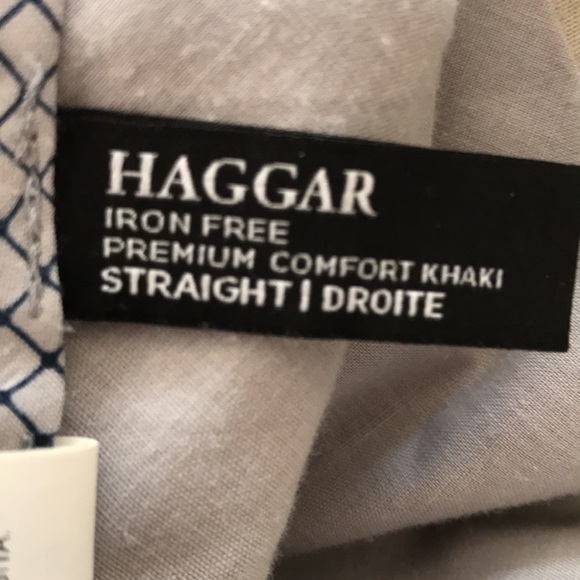 HAGGAR
IRON FREE
PREMIUM COMFORT KHAKI
STRAIGHT | DROITE